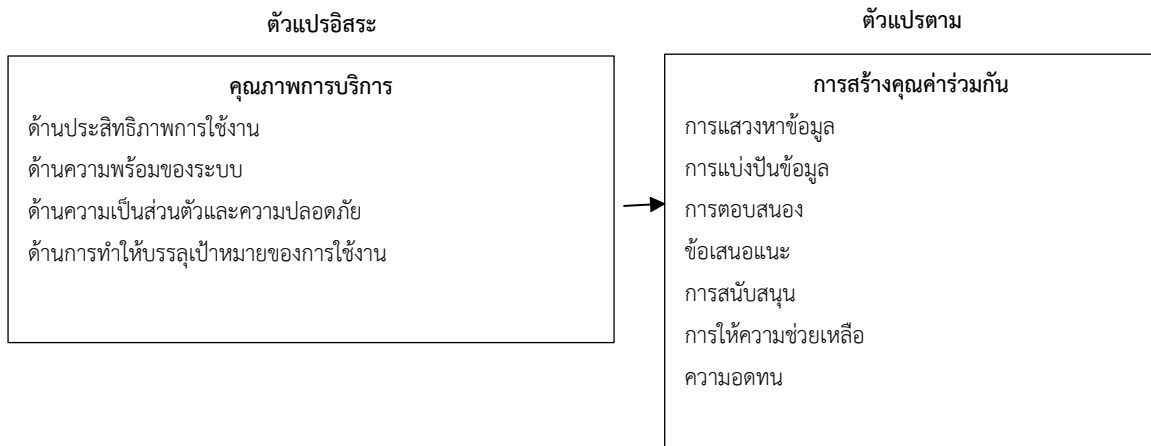 ตัวแปรอิสระ
คุณภาพการบริการ
ด้านประสิทธิภาพการใช้งาน
ด้านความพร้อมของระบบ
ด้านความเป็นส่วนตัวและความปลอดภัย
ด้านการทำให้บรรลุเป้าหมายของการใช้งาน
ตัวแปรตาม
การสร้างคุณค่าร่วมกัน
การแสวงหาข้อมูล
การแบ่งปันข้อมูล
การตอบสนอง
ข้อเสนอแนะ
การสนับสนุน
การให้ความช่วยเหลือ
ความอดทน